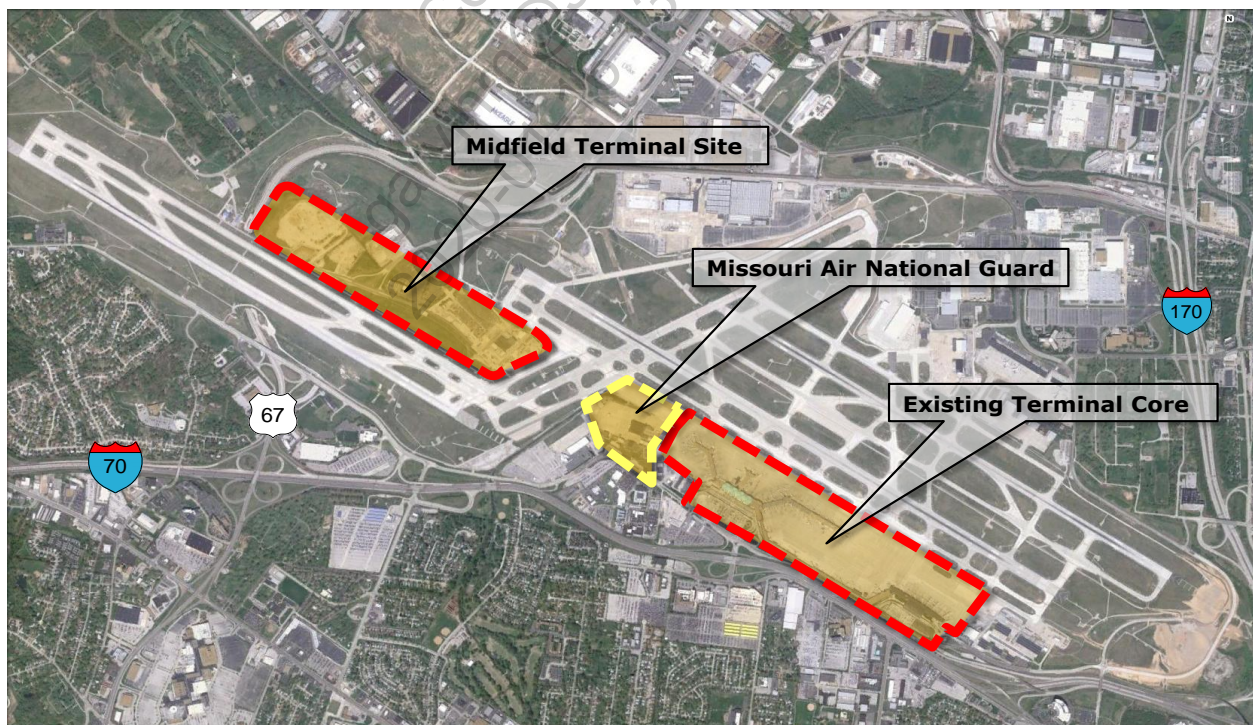 Midfield Terminal Site
Missouri Air National Guard
170
Existing Terminal Core
67
70